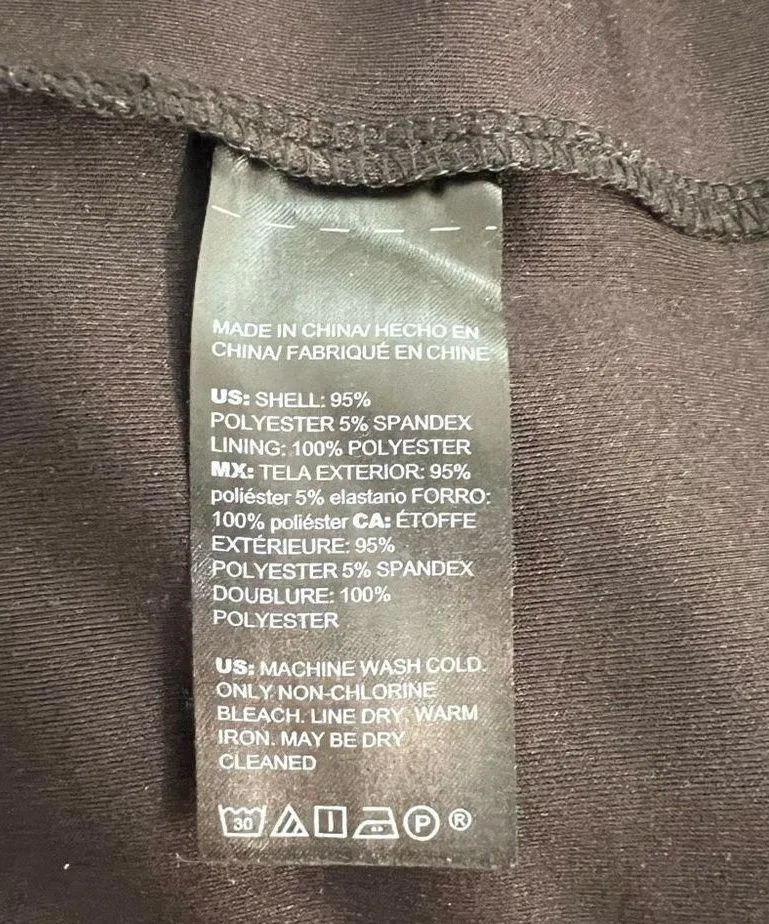 MADE IN CHINA/ HECHO EN
CHINA/ FABRIQUÉ EN CHINE
US: SHELL: 95%
POLYESTER 5% SPANDEX
LINING: 100% POLYESTER
MX: TELA EXTERIOR: 95%
poliéster 5% elastano FORRO:
100% poliéster CA: ÉTOFFE
EXTÉRIEURE: 95%
POLYESTER 5% SPANDEX
DOUBLURE: 100%
POLYESTER
US: MACHINE WASH COLD.
ONLY NON-CHLORINE
BLEACH. LINE DRY. WARM
IRON. MAY BE DRY
CLEANED
30 P ®